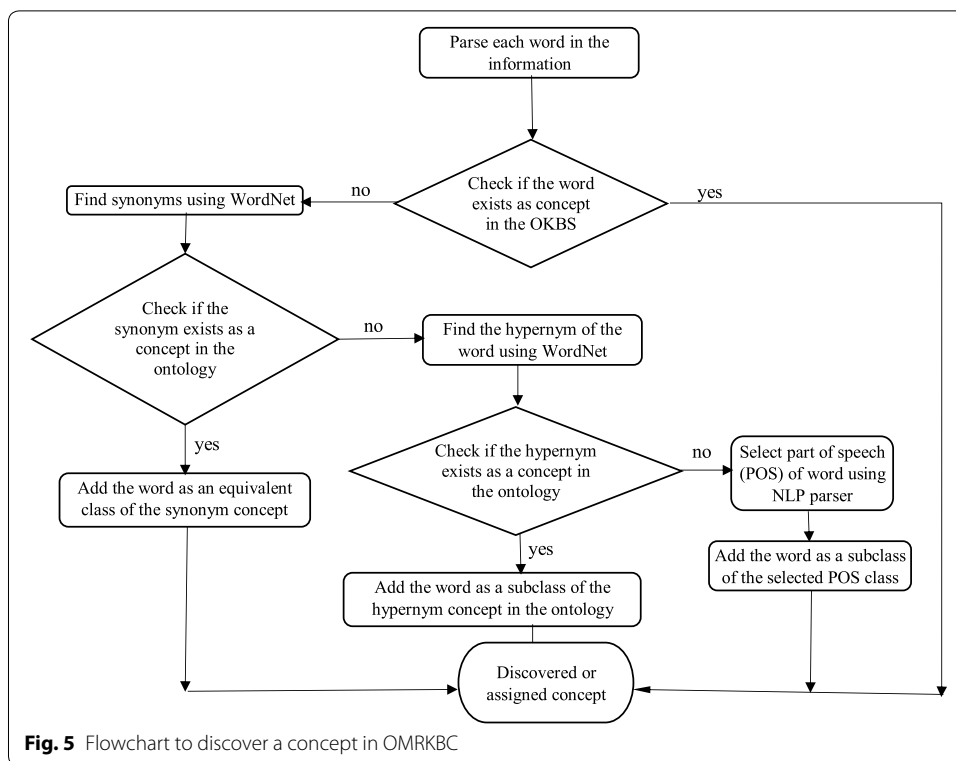 Parse each word in the
information
Check if the word
exists as concept
in the OKBS
no
yes
Find synonyms using WordNet
Check if the
synonym exists as a
concept in the
ontology
no
Find the hypernym of the
word using WordNet
yes
Check if the hypernym
exists as a concept in
the ontology
no
Select part of speech
(POS) of word using
NLP parser
Add the word as an equivalent
class of the synonym concept
yes
Add the word as a subclass
of the selected POS class
Add the word as a subclass of the
hypernym concept in the ontology
Discovered or
assigned concept
Fig. 5 Flowchart to discover a concept in OMRKBC